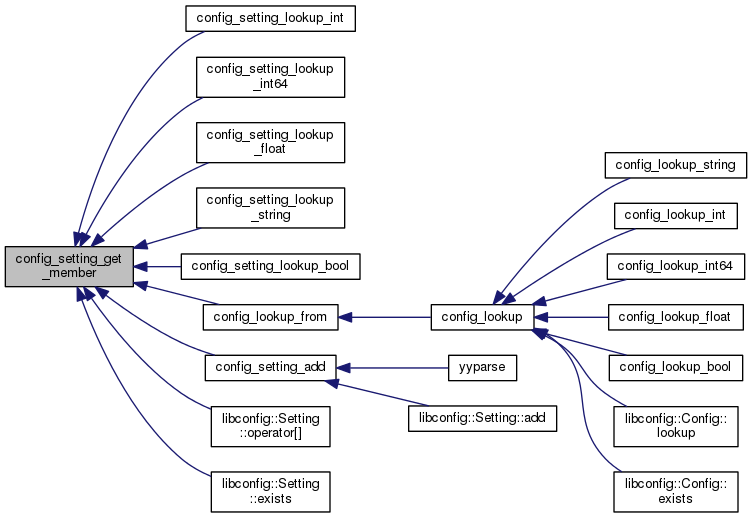 config_setting_lookup_int
config_setting_lookup
_int64
config_setting_lookup
_float
config_setting_lookup
_string
config_setting_get
_member
config_setting_lookup_bool
config_lookup_from
config_setting_add
libconfig::Setting
::operator[]
libconfig::Setting
::exists
config_lookup
yyparse
libconfig::Setting::add
config_lookup_string
config_lookup_int
config_lookup_int64
config_lookup_float
config_lookup_bool
libconfig::Config::
lookup
libconfig::Config::
exists